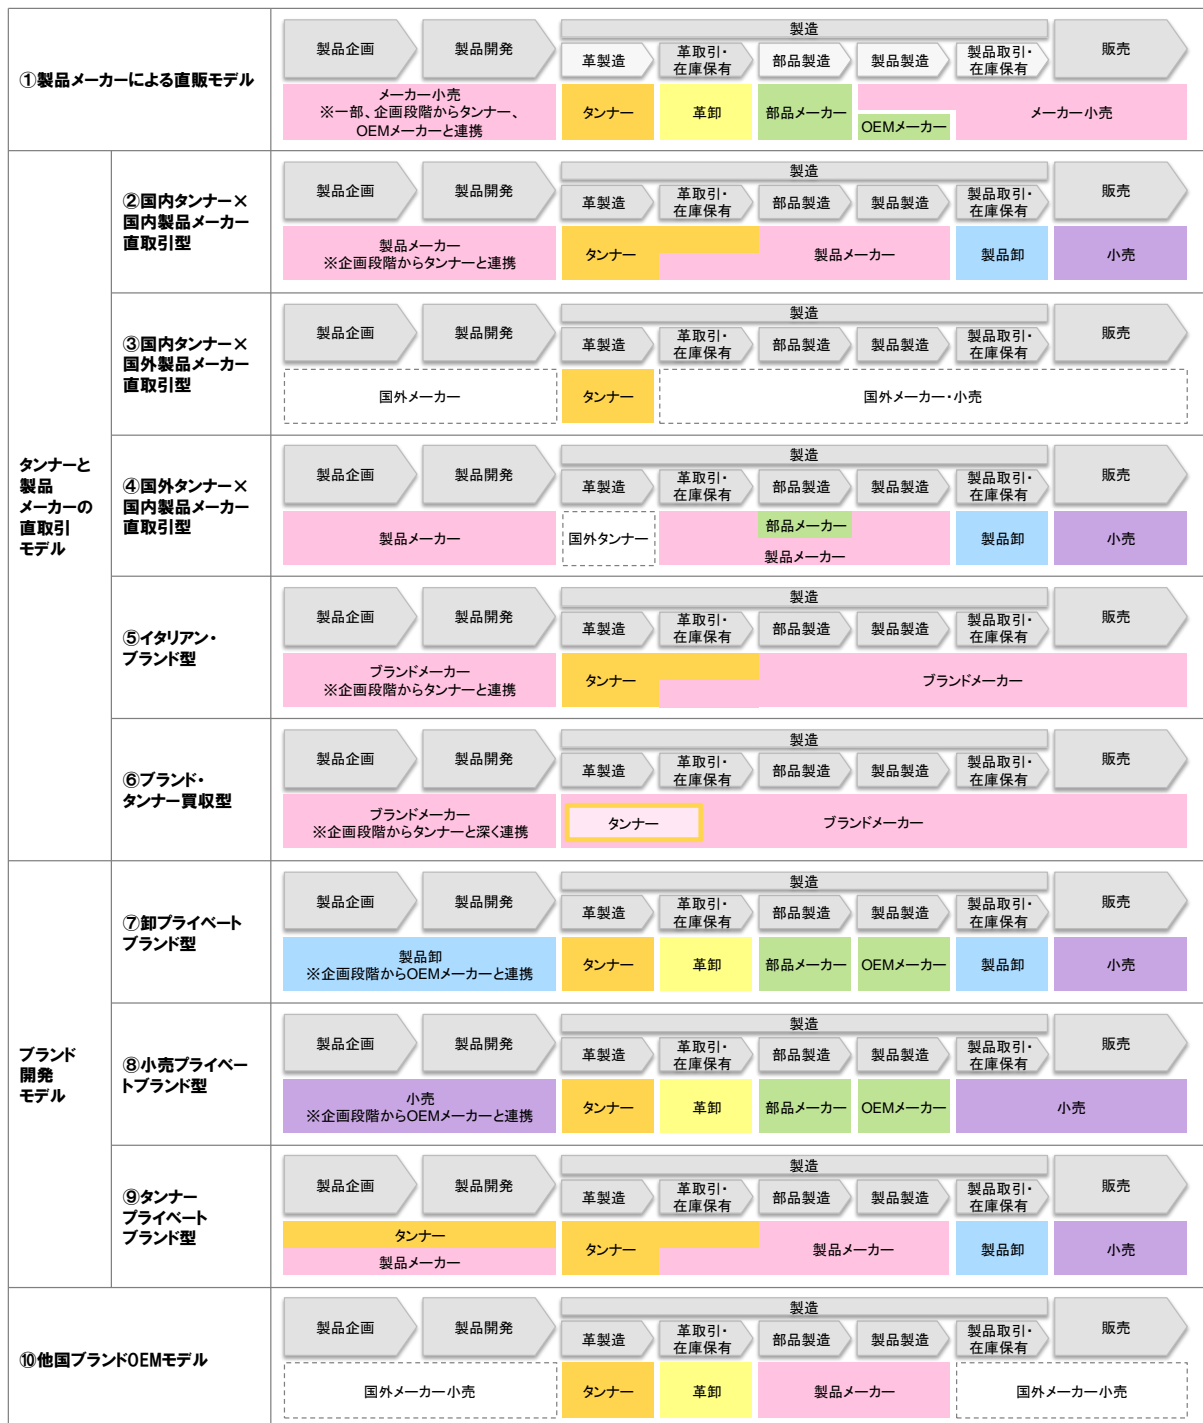 ①製品メーカーによる直販モデル
製品企画
製品開発
製造
革製造
革取引・
在庫保有
部品製造
製品製造
製品取引・
在庫保有
販売
メーカー小売
※一部、企画段階からタンナー、
OEMメーカーと連携
タンナー
革卸
部品メーカー
OEMメーカー
メーカー小売
タンナーと
製品
メーカーの
直取引
モデル
②国内タンナー×
国内製品メーカー
直取引型
製品企画
製品開発
製造
革製造
革取引・
在庫保有
部品製造
製品製造
製品取引・
在庫保有
販売
製品メーカー
※企画段階からタンナーと連携
タンナー
製品メーカー
製品卸
小売
③国内タンナー×
国外製品メーカー
直取引型
製品企画
製品開発
製造
革製造
革取引・
在庫保有
部品製造
製品製造
製品取引・
在庫保有
販売
国外メーカー
タンナー
国外メーカー・小売
④国外タンナー×
国内製品メーカー
直取引型
製品企画
製品開発
製造
革製造
革取引・
在庫保有
部品製造
製品製造
製品取引・
在庫保有
販売
製品メーカー
国外タンナー
部品メーカー
製品メーカー
製品卸
小売
⑤イタリアン・
ブランド型
製品企画
製品開発
製造
革製造
革取引・
在庫保有
部品製造
製品製造
製品取引・
在庫保有
販売
ブランドメーカー
※企画段階からタンナーと連携
タンナー
ブランドメーカー
⑥ブランド・
タンナー買収型
製品企画
製品開発
製造
革製造
革取引・
在庫保有
部品製造
製品製造
製品取引・
在庫保有
販売
ブランドメーカー
※企画段階からタンナーと深く連携
タンナー
ブランドメーカー
ブランド
開発
モデル
⑦卸プライベート
ブランド型
製品企画
製品開発
製造
革製造
革取引・
在庫保有
部品製造
製品製造
製品取引・
在庫保有
販売
製品卸
※企画段階からOEMメーカーと連携
タンナー
革卸
部品メーカー
OEMメーカー
製品卸
小売
⑧小売プライベー
トブランド型
製品企画
製品開発
製造
革製造
革取引・
在庫保有
部品製造
製品製造
製品取引・
在庫保有
販売
小売
※企画段階からOEMメーカーと連携
タンナー
革卸
部品メーカー
OEMメーカー
小売
⑨タンナー
プライベート
ブランド型
製品企画
製品開発
製造
革製造
革取引・
在庫保有
部品製造
製品製造
製品取引・
在庫保有
販売
タンナー
製品メーカー
タンナー
製品メーカー
製品卸
小売
⑩他国ブランドOEMモデル
製品企画
製品開発
製造
革製造
革取引・
在庫保有
部品製造
製品製造
製品取引・
在庫保有
販売
国外メーカー小売
タンナー
革卸
製品メーカー
国外メーカー小売